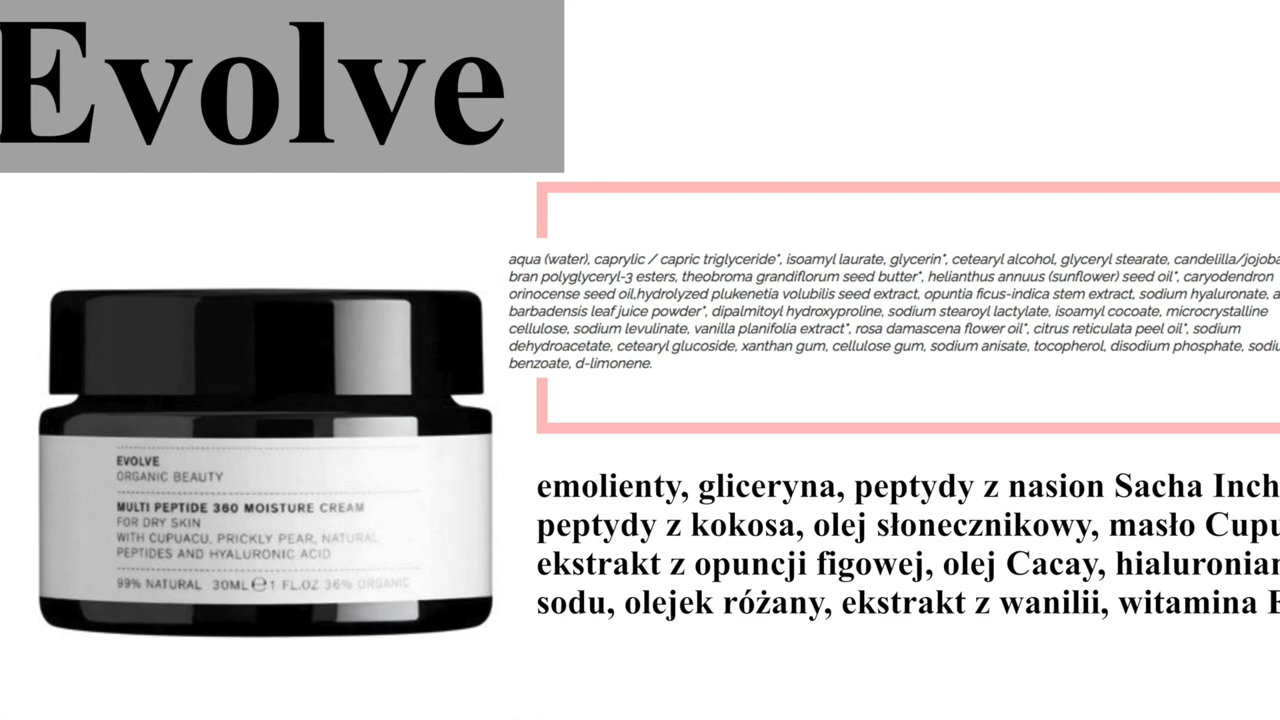 Evolve
aqua (water), caprylic / capric triglyceride*, isoamyl laurate, glycerin*, cetearyl alcohol, glyceryl stearate, candelilla/jojoba
bran polyglyceryl-3 esters, theobroma grandiflorum seed butter*, helianthus annuus (sunflower) seed oil*, caryodendron
orinocense seed oil,hydrolyzed plukenetia volubilis seed extract, opuntia ficus-indica stem extract, sodium hyaluronate, a
barbadensis leaf juice powder*, dipalmitoyl hydroxyproline, sodium stearoyl lactylate, isoamyl cocoate, microcrystalline
cellulose, sodium levulinate, vanilla planifolia extract*, rosa damascena flower oil*, citrus reticulata peel oil*, sodium
dehydroacetate, cetearyl glucoside, xanthan gum, cellulose gum, sodium anisate, tocopherol, disodium phosphate, sodiu
benzoate, d-limonene.
EVOLVE
ORGANIC BEAUTY
MULTI PEPTIDE 360 MOISTURE CREAM
FOR DRY SKIN
WITH CUPUACU, PRICKLY PEAR, NATURAL
PEPTIDES AND HYALURONIC ACID
99% NATURAL 30ML ℮ 1 FL.OZ 36% ORGANIC
emolienty, gliceryna, peptydy z nasion Sacha Inch
peptydy z kokosa, olej słonecznikowy, masło Cupu
ekstrakt z opuncji figowej, olej Cacay, hialuronian
sodu, olejek różany, ekstrakt z wanilii, witamina E